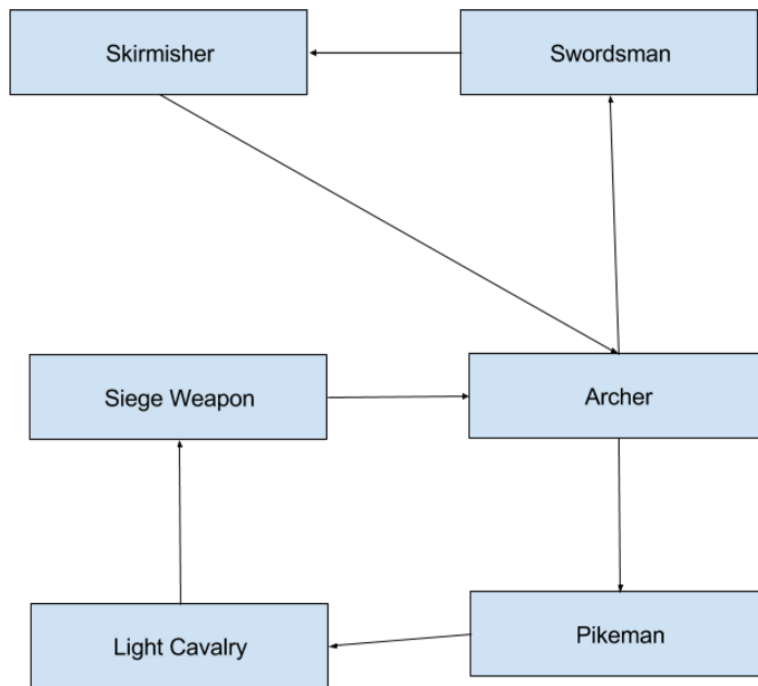 Skirmisher
Swordsman
Siege Weapon
Archer
Light Cavalry
Pikeman